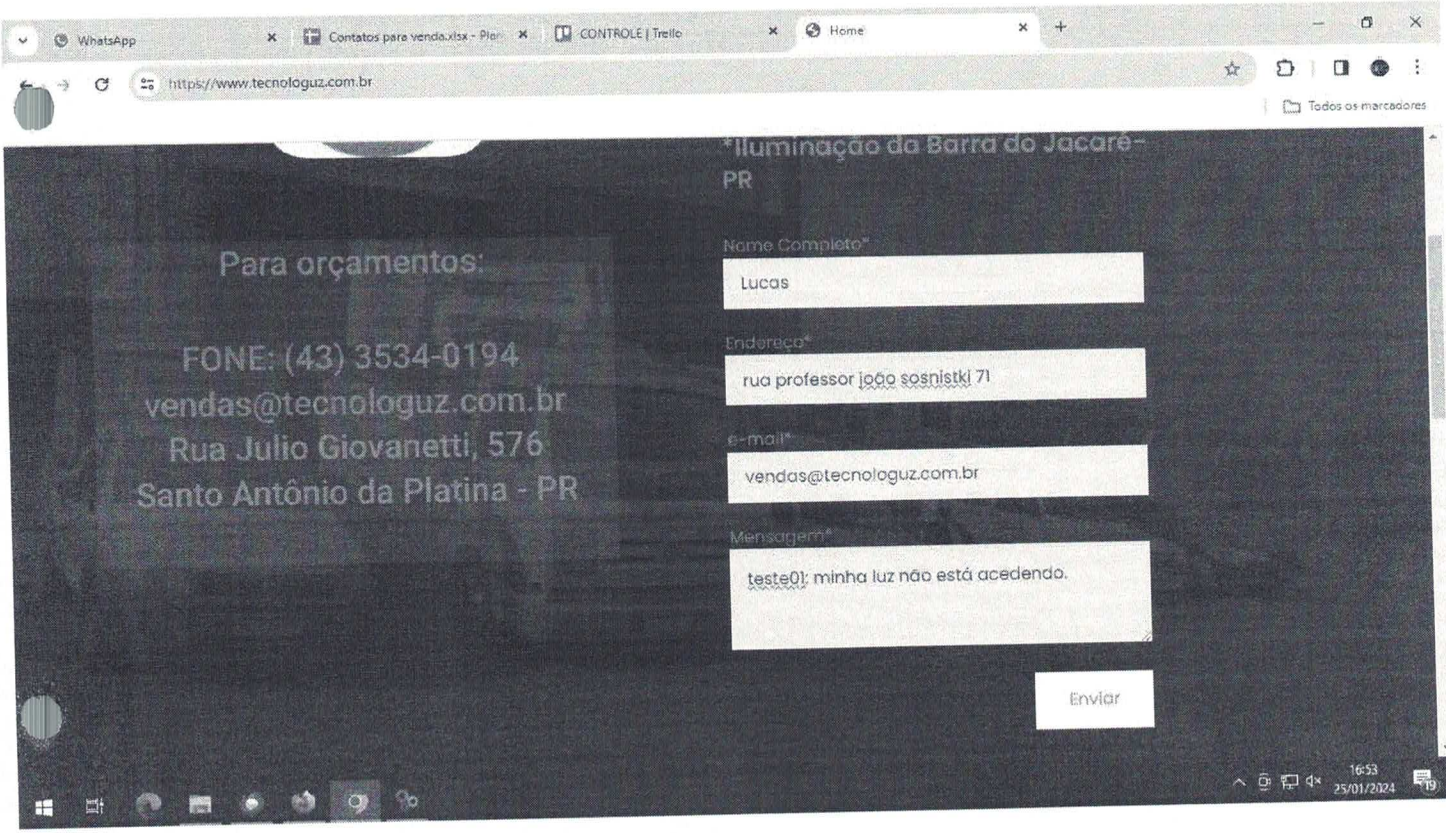 WhatsApp
Contatos para venda.xlsx - Plan
CONTROLE | Trello
Home
https://www.tecnologuz.com.br
Todos os marcadores
*Iluminação da Barra do Jacaré-
PR
Para orçamentos:
FONE: (43) 3534-0194
vendas@tecnologuz.com.br
Rua Julio Giovanetti, 576
Santo Antônio da Platina - PR
Nome Completo*
Lucas
Endereço*
rua professor joão sosnistki 71
e-mail*
vendas@tecnologuz.com.br
Mensagem*
teste01: minha luz não está acedendo.
Enviar
16:53
25/01/2024
19